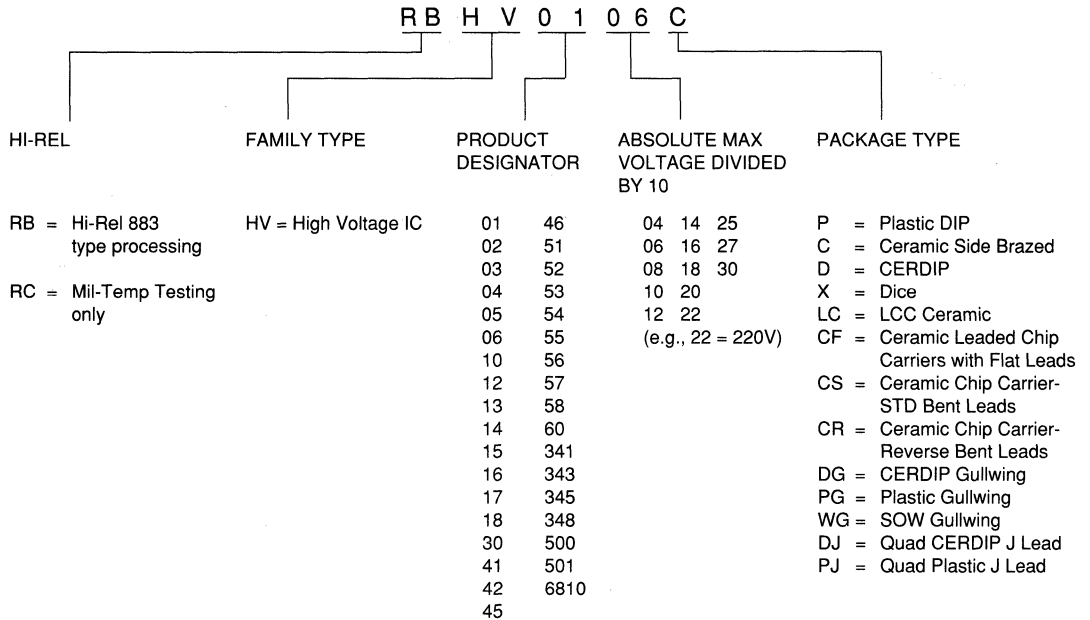 RB HV 01 06 C
HI-REL
RB = Hi-Rel 883
type processing
RC = Mil-Temp Testing
only
FAMILY TYPE
HV = High Voltage IC
PRODUCT
DESIGNATOR
01 46
02 51
03 52
04 53
05 54
06 55
10 56
12 57
13 58
14 60
15 341
16 343
17 345
18 348
30 500
41 501
42 6810
45
ABSOLUTE MAX
VOLTAGE DIVIDED
BY 10
04 14 25
06 16 27
08 18 30
10 20
12 22
(e.g., 22 = 220V)
PACKAGE TYPE
P = Plastic DIP
C = Ceramic Side Brazed
D = CERDIP
X = Dice
LC = LCC Ceramic
CF = Ceramic Leaded Chip
Carriers with Flat Leads
CS = Ceramic Chip Carrier-
STD Bent Leads
CR = Ceramic Chip Carrier-
Reverse Bent Leads
DG = CERDIP Gullwing
PG = Plastic Gullwing
WG = SOW Gullwing
DJ = Quad CERDIP J Lead
PJ = Quad Plastic J Lead